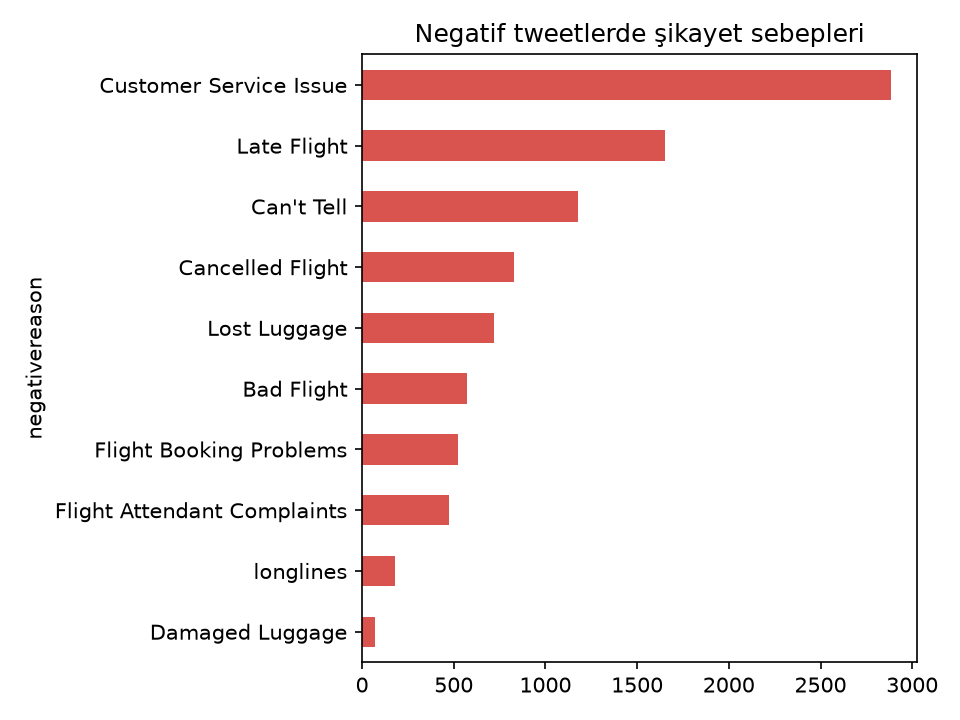 Negatif tweetlerde şikayet sebepleri
negativereason
Customer Service Issue
Late Flight
Can't Tell
Cancelled Flight
Lost Luggage
Bad Flight
Flight Booking Problems
Flight Attendant Complaints
longlines
Damaged Luggage
0 500 1000 1500 2000 2500 3000